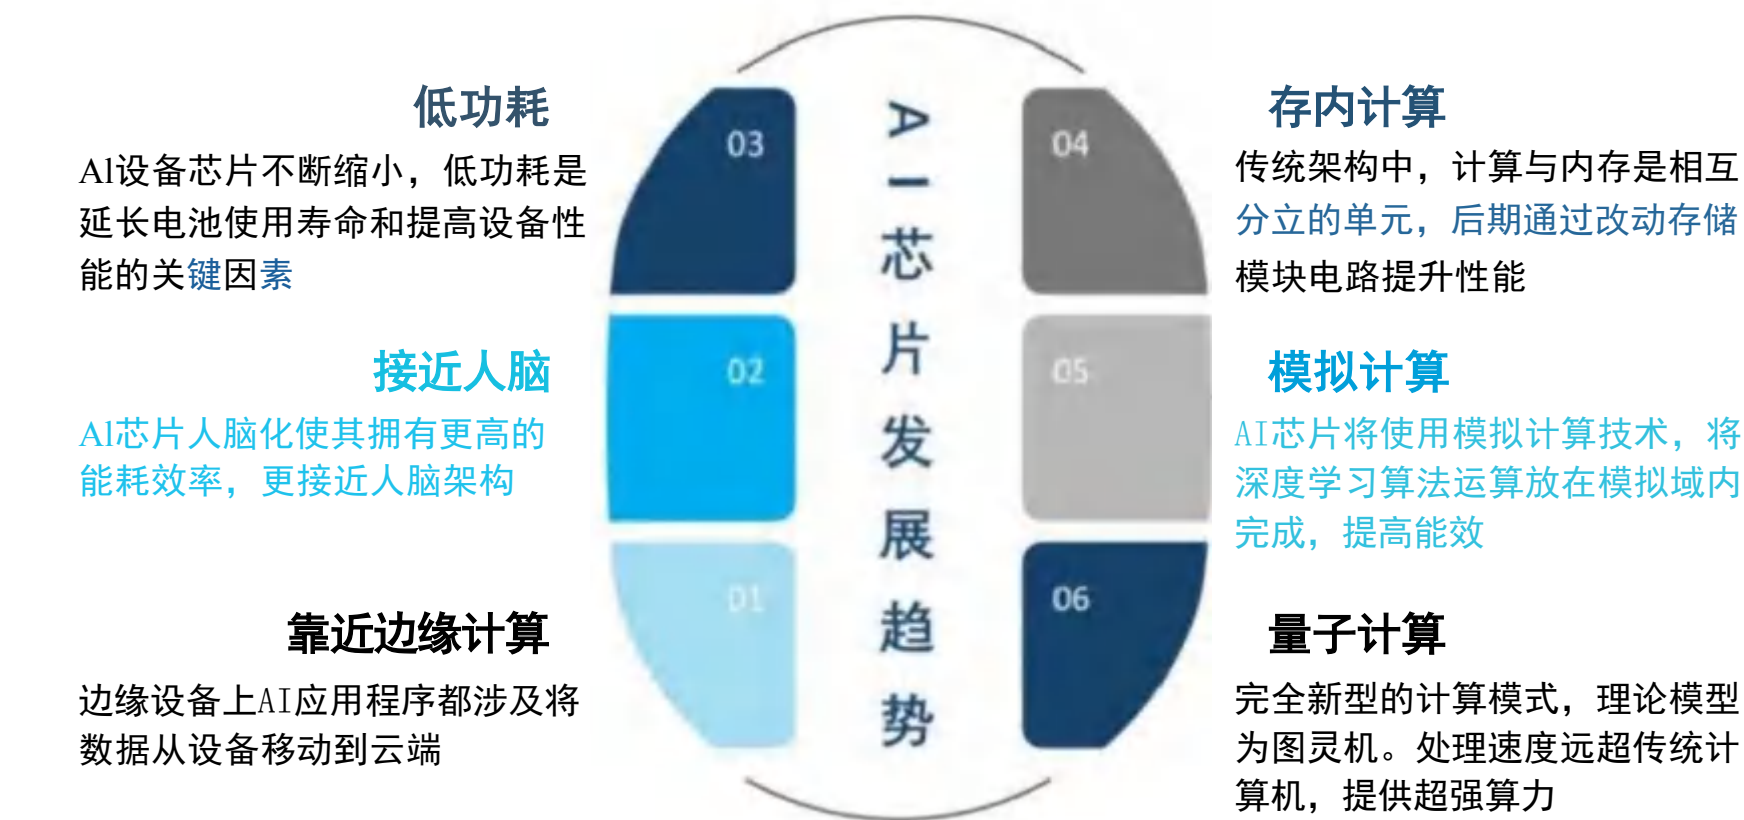 低功耗
Al设备芯片不断缩小，低功耗是
延长电池使用寿命和提高设备性
能的关键因素
接近人脑
Al芯片人脑化使其拥有更高的
能耗效率，更接近人脑架构
靠近边缘计算
边缘设备上AI应用程序都涉及将
数据从设备移动到云端
03
02
01
AI芯片发展趋势
04
05
06
存内计算
传统架构中，计算与内存是相互
分立的单元，后期通过改动存储
模块电路提升性能
模拟计算
AI芯片将使用模拟计算技术，将
深度学习算法运算放在模拟域内
完成，提高能效
量子计算
完全新型的计算模式，理论模型
为图灵机。处理速度远超传统计
算机，提供超强算力